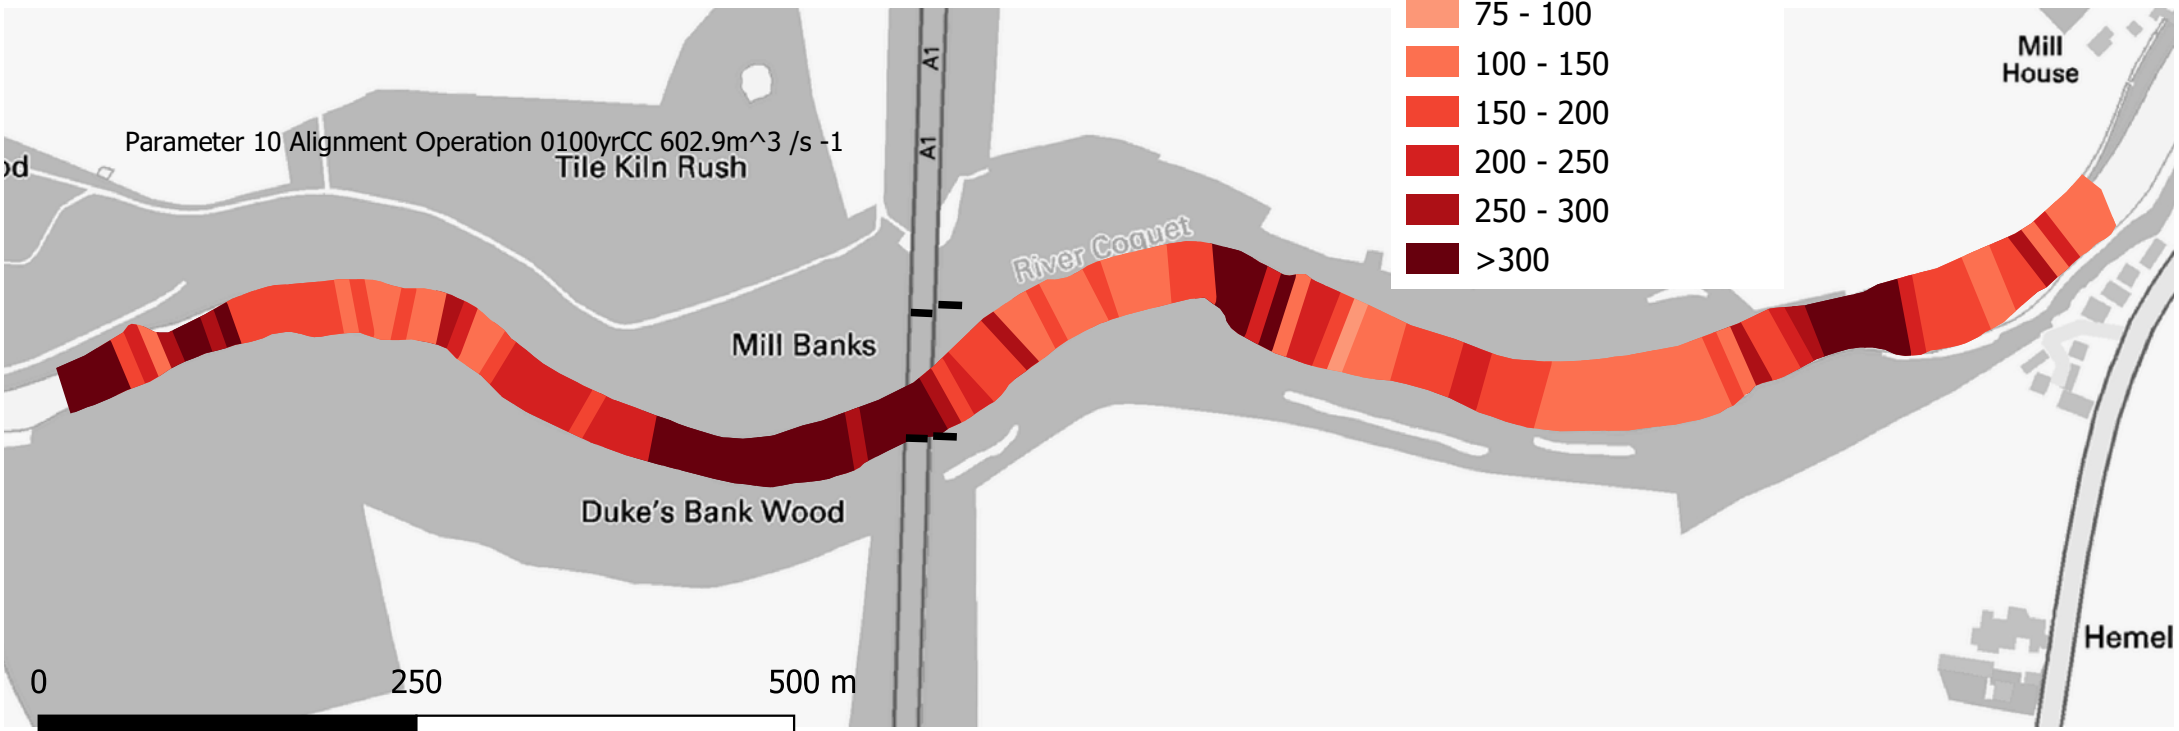 75 - 100
100 - 150
150 - 200
200 - 250
250 - 300
>300
Mill
House
A1
A1
Parameter 10 Alignment Operation 0100yrCC 602.9m^3 /s -1
od
Tile Kiln Rush
River Coquet
Mill Banks
Duke's Bank Wood
Hemel
0 250 500 m